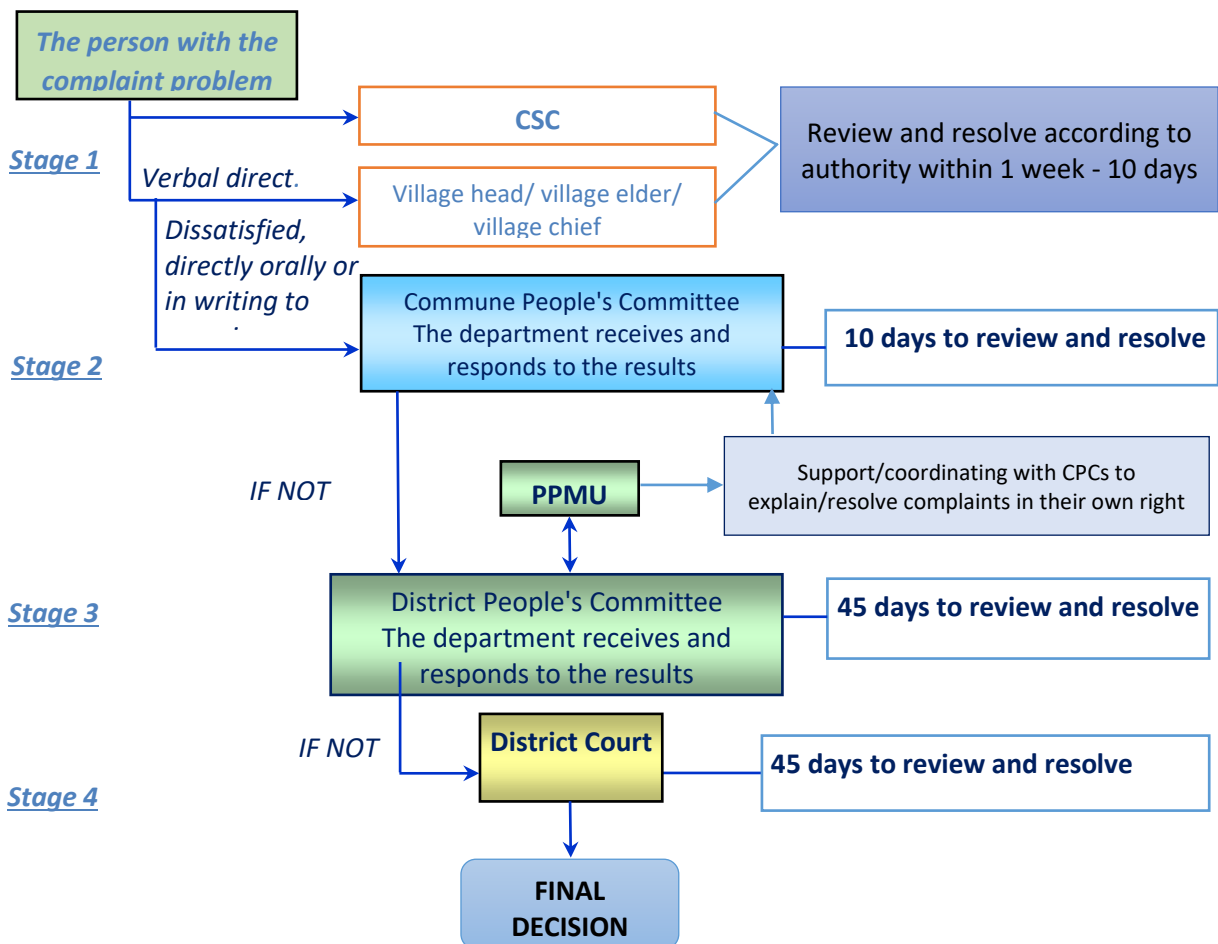 The person with the
complaint problem
CSC
Review and resolve according to
authority within 1 week - 10 days
Stage 1
Verbal direct.
Village head/ village elder/
village chief
Dissatisfied,
directly orally or
in writing to
Commune People's Committee
The department receives and
responds to the results
10 days to review and resolve
Stage 2
IF NOT
PPMU
Support/coordinating with CPCs to
explain/resolve complaints in their own right
Stage 3
District People's Committee
The department receives and
responds to the results
45 days to review and resolve
IF NOT
District Court
45 days to review and resolve
Stage 4
FINAL
DECISION